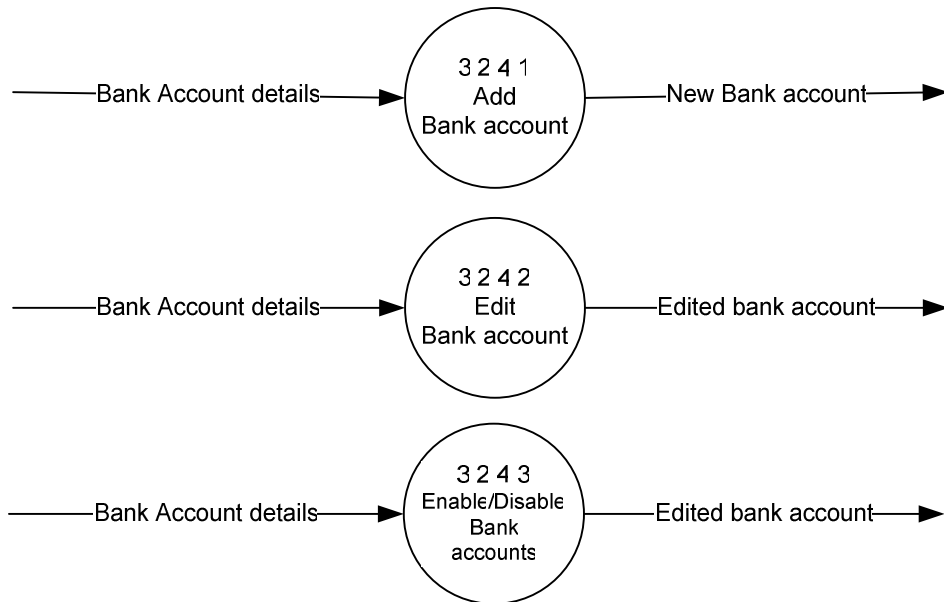 Bank Account details
3 2 4 1
Add
Bank account
New Bank account
Bank Account details
3 2 4 2
Edit
Bank account
Edited bank account
Bank Account details
3 2 4 3
Enable/Disable
Bank
accounts
Edited bank account